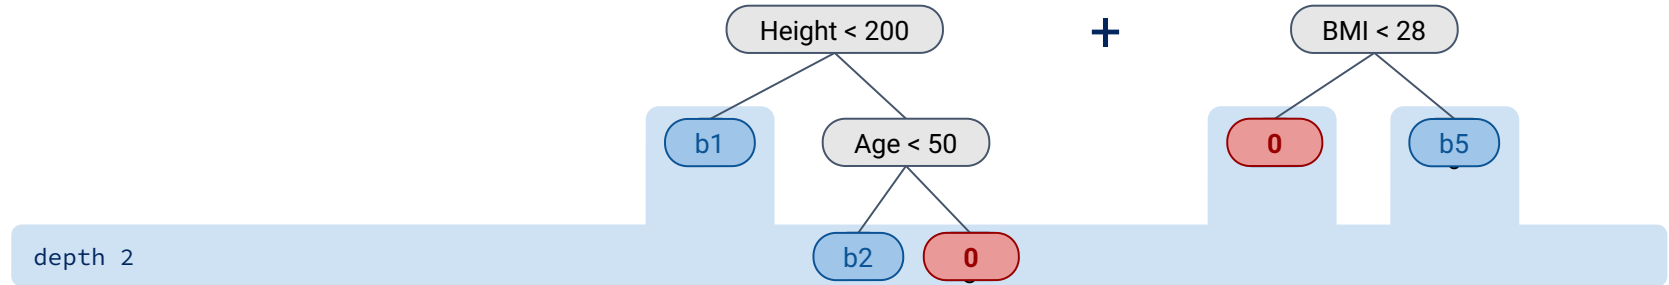 Height < 200
+
BMI < 28
b1
Age < 50
0
b5
depth 2
b2
0